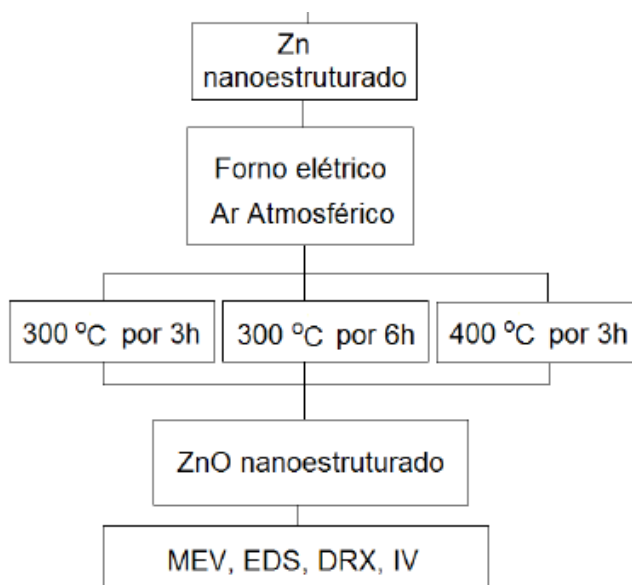 Zn
nanoestruturado
Forno elétrico
Ar Atmosférico
300 ºC por 3h
300 ºC por 6h
400 ºC por 3h
ZnO nanoestruturado
MEV, EDS, DRX, IV